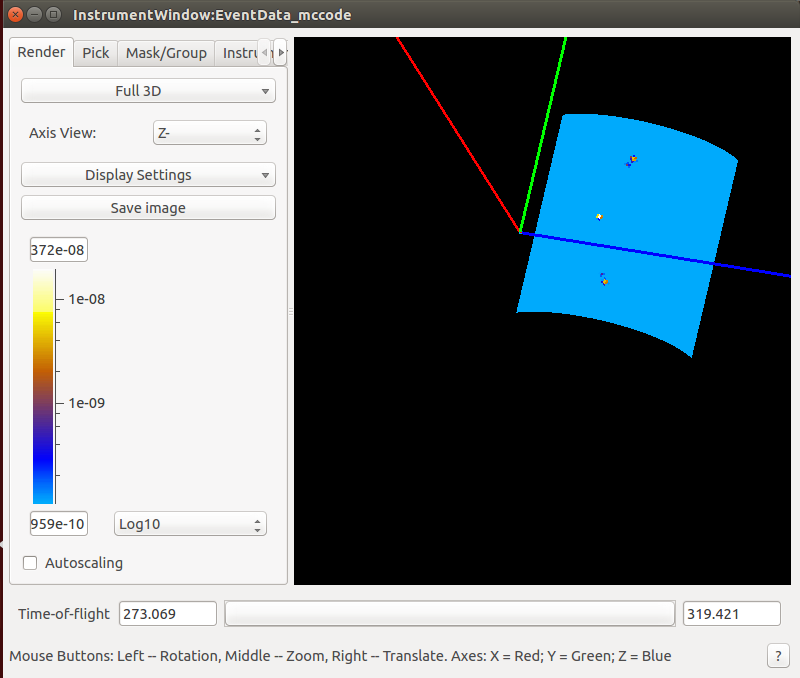 InstrumentWindow:EventData_mccode
Render Pick Mask/Group
Full 3D
Axis View: Z-
Display Settings
Save image
372e-08
1e-08
1e-09
959e-10 Log10
Autoscaling
Time-of-flight 273.069 319.421
Mouse Buttons: Left -- Rotation, Middle -- Zoom, Right -- Translate. Axes: X = Red; Y = Green; Z = Blue ?